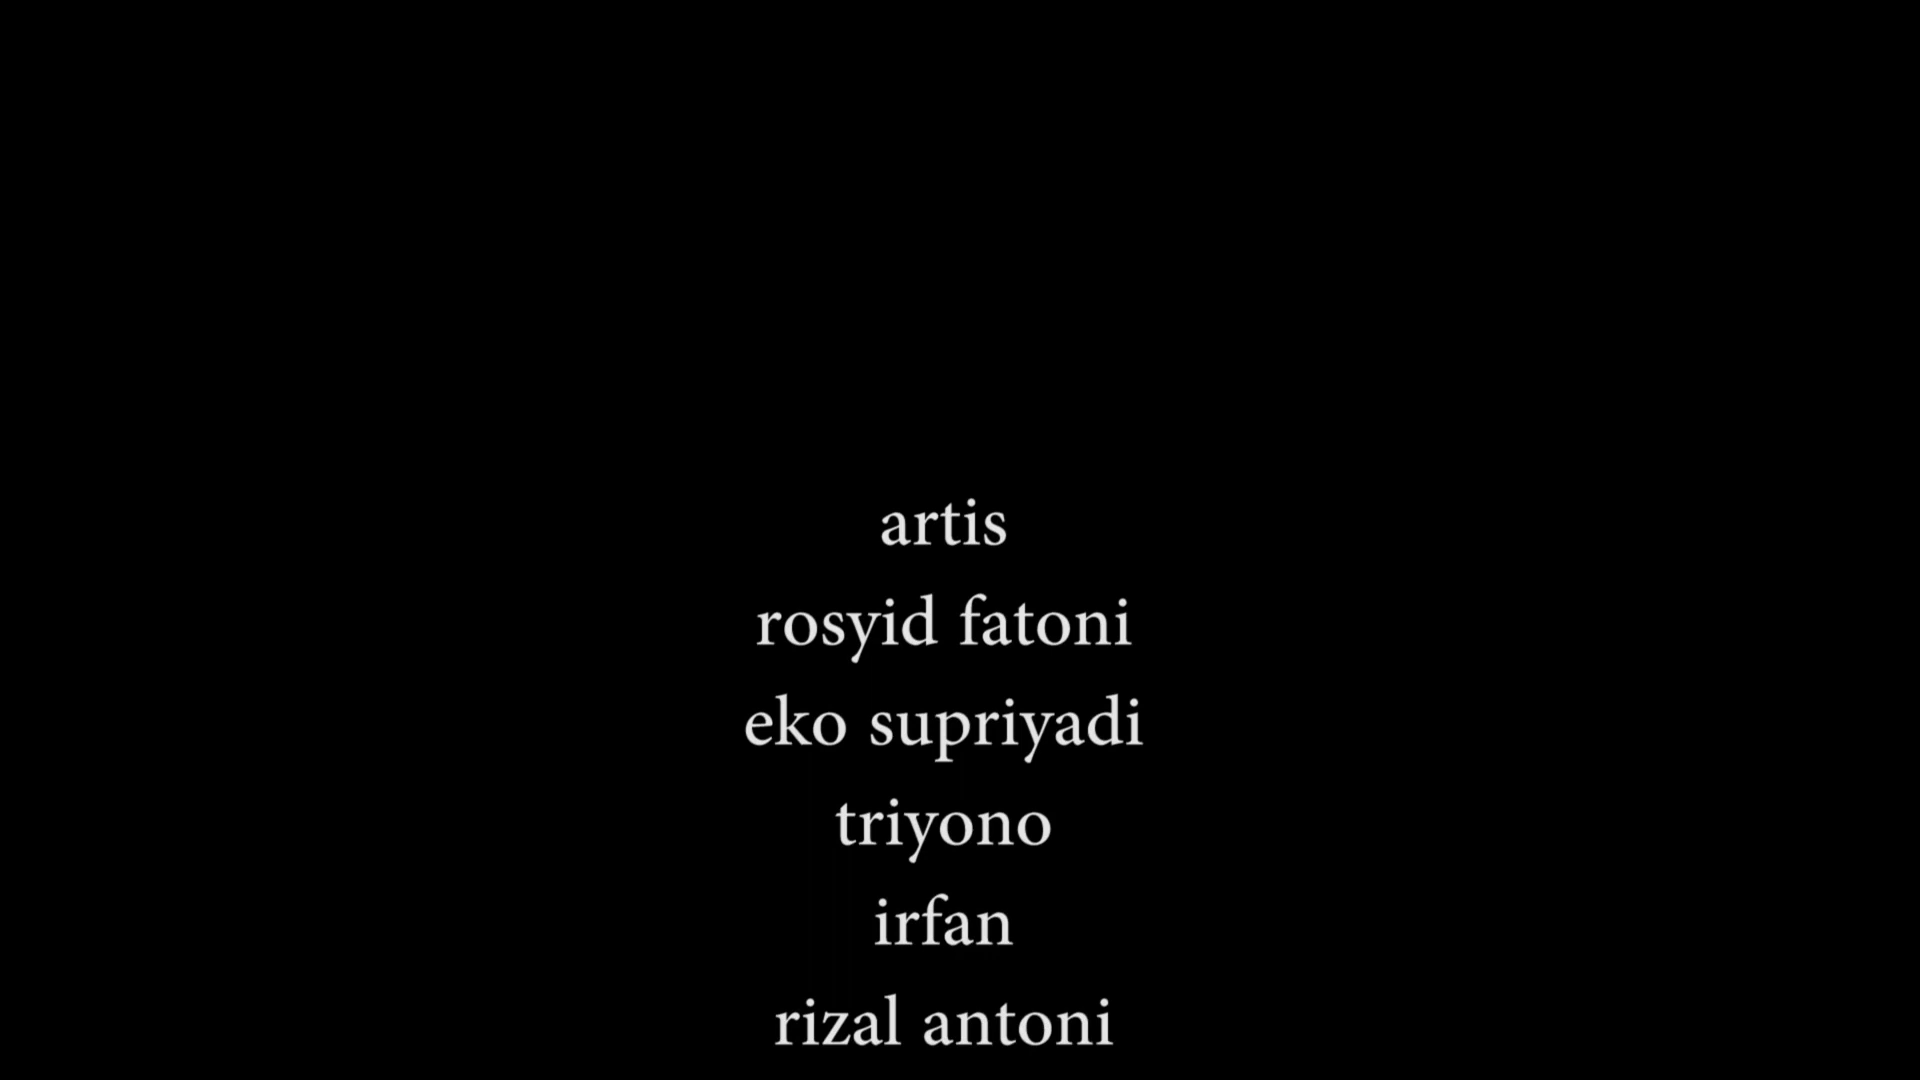 artis
rosyid fatoni
eko supriyadi
triyono
irfan
rizal antoni